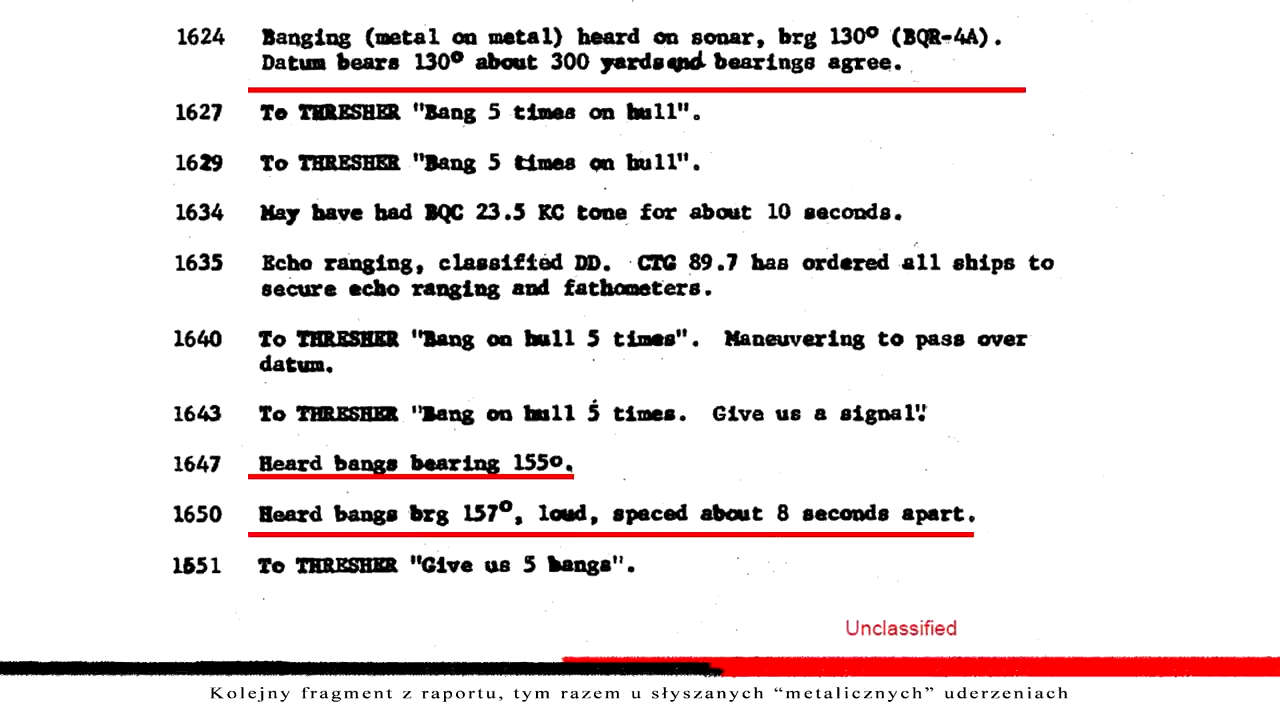 1624 Banging (metal on metal) heard on sonar, brg 130º (BQR-4A).
Datum bears 130º about 300 yards and bearings agree.
1627 To THRESHER "Bang 5 times on hull".
1629 To THRESHER "Bang 5 times on hull".
1634 May have had BQC 23.5 KC tone for about 10 seconds.
1635 Echo ranging, classified DD. CTG 89.7 has ordered all ships to
secure echo ranging and fathometers.
1640 To THRESHER "Bang on hull 5 times". Maneuvering to pass over
datum.
1643 To THRESHER "Bang on hull 5 times. Give us a signal".
1647 Heard bangs bearing 155º.
1650 Heard bangs brg 157º, loud, spaced about 8 seconds apart.
1651 To THRESHER "Give us 5 bangs".
Unclassified
Kolejny fragment z raportu, tym razem u słyszanych “metalicznych” uderzeniach